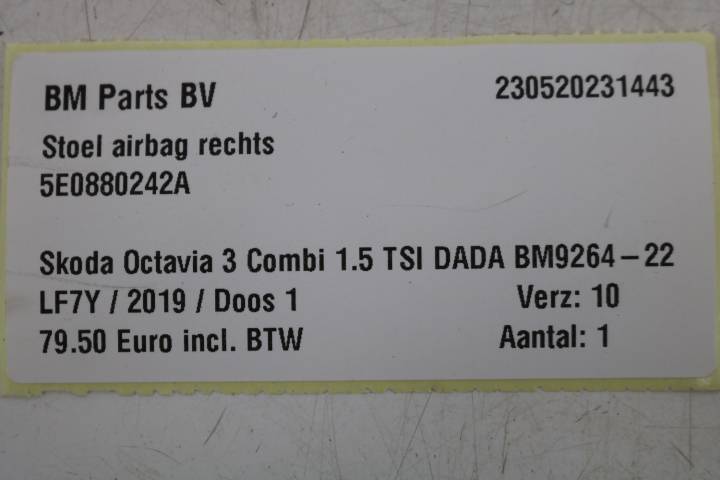 BM Parts BV 230520231443
Stoel airbag rechts
5E0880242A
Skoda Octavia 3 Combi 1.5 TSI DADA BM9264-22
LF7Y / 2019 / Doos 1 Verz: 10
79.50 Euro incl. BTW Aantal: 1